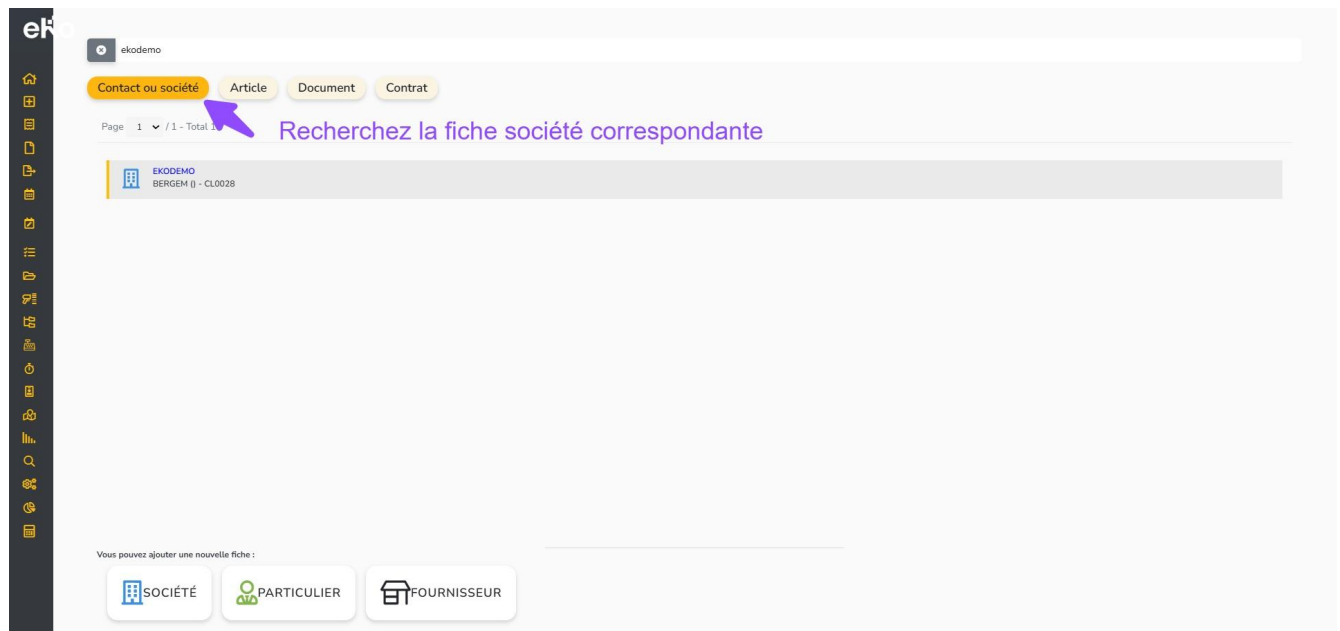 eko
ekodemo
Contact ou société
Article
Document
Contrat
Page 1 / 1 - Total 1
Recherchez la fiche société correspondante
EKODEMO
BERGEM () - CL0028
Vous pouvez ajouter une nouvelle fiche :
SOCIÉTÉ
PARTICULIER
FOURNISSEUR